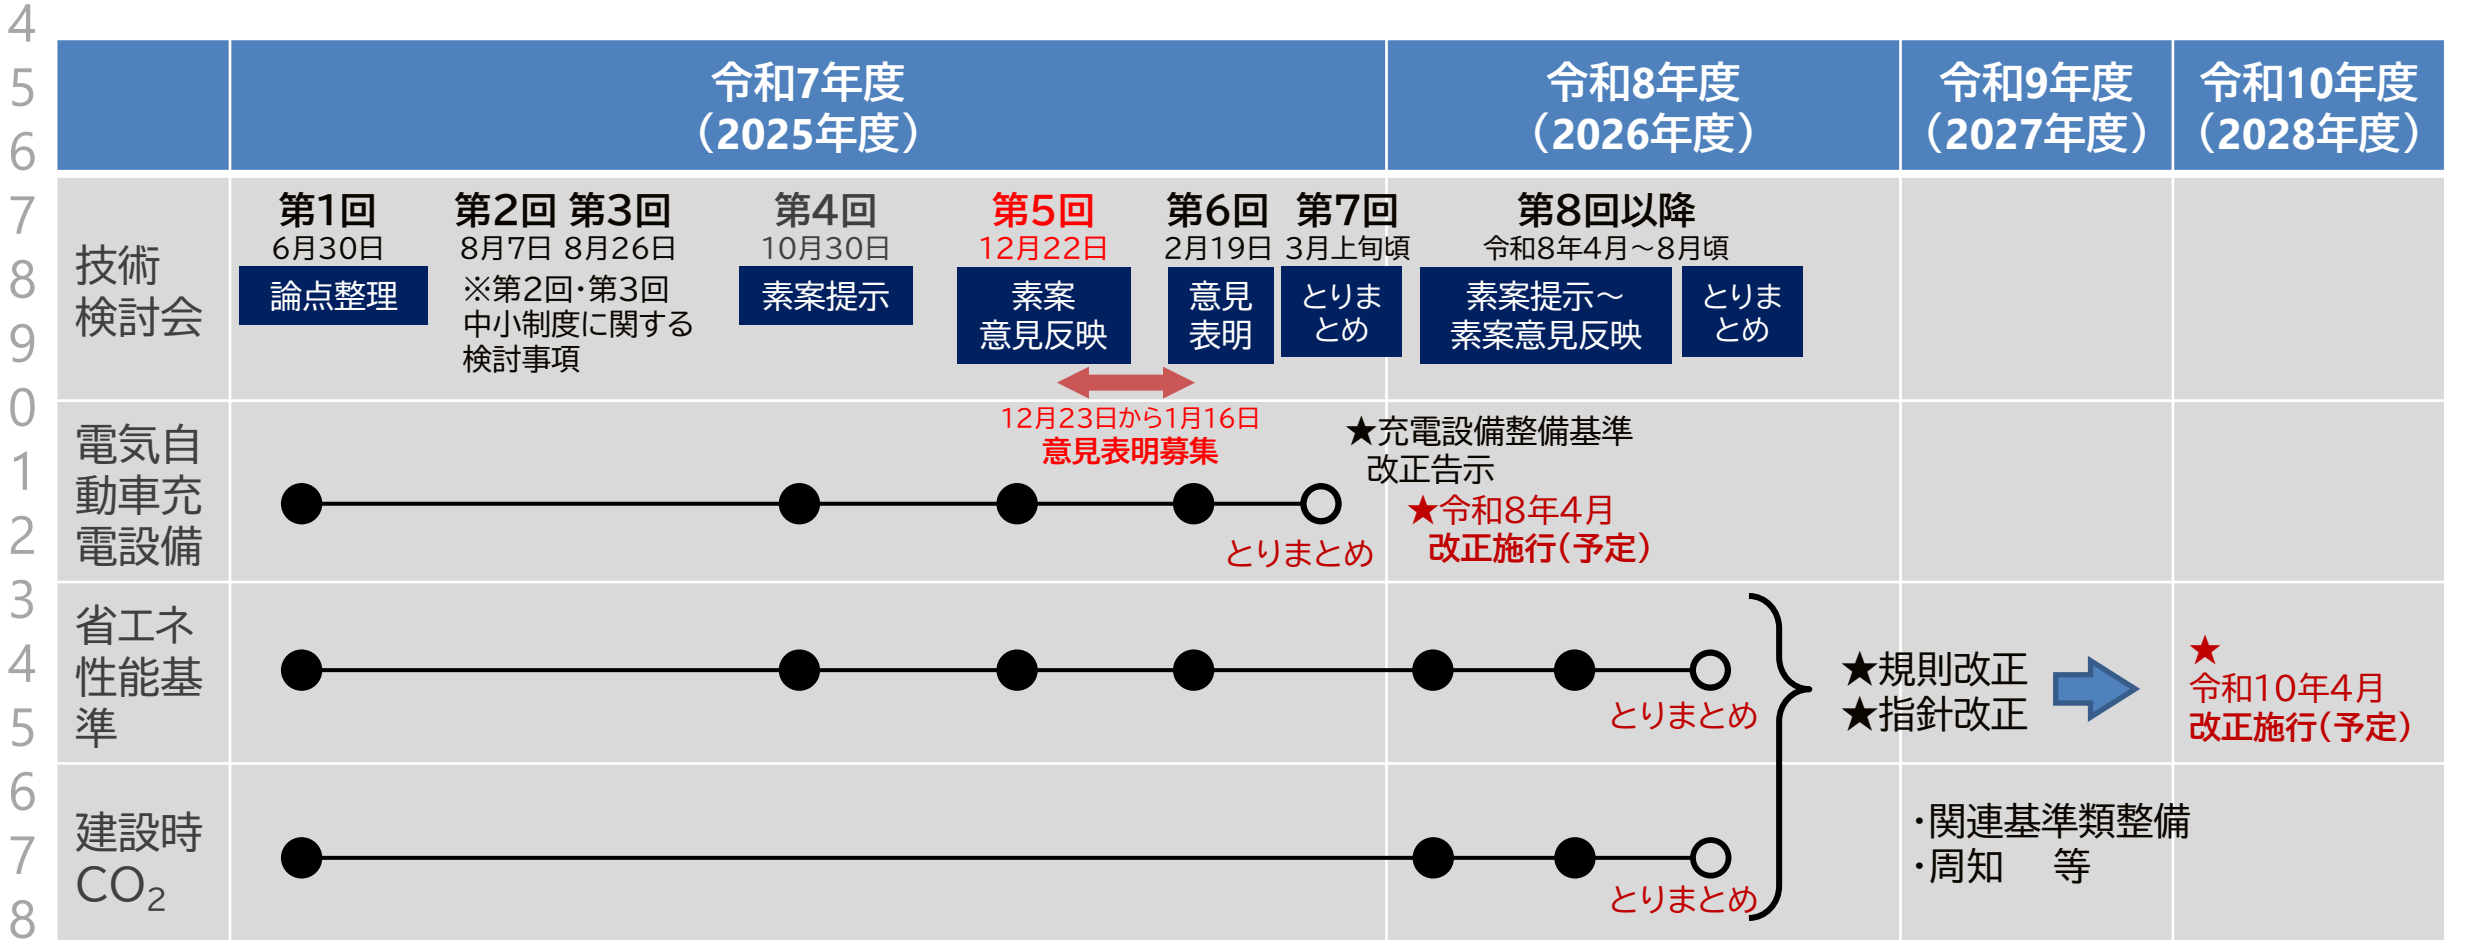 4
5
6
7
8
9
0
1
2
3
4
5
6
7
8
令和7年度
（2025年度）
令和8年度
（2026年度）
令和9年度
（2027年度）
令和10年度
（2028年度）
技術
検討会
第1回
6月30日
論点整理
第2回 第3回
8月7日 8月26日
※第2回・第3回
中小制度に関する
検討事項
第4回
10月30日
素案提示
第5回
12月22日
素案
意見反映
第6回
2月19日
意見
表明
第7回
3月上旬頃
とりま
とめ
第8回以降
令和8年4月～8月頃
素案提示～
素案意見反映
とりま
とめ
12月23日から1月16日
意見表明募集
電気自
動車充
電設備
とりまとめ
★充電設備整備基準
改正告示
★令和8年4月
改正施行（予定）
省エネ
性能基
準
とりまとめ
★規則改正
★指針改正
★
令和10年4月
改正施行（予定）
建設時
CO₂
とりまとめ
・関連基準類整備
・周知　等